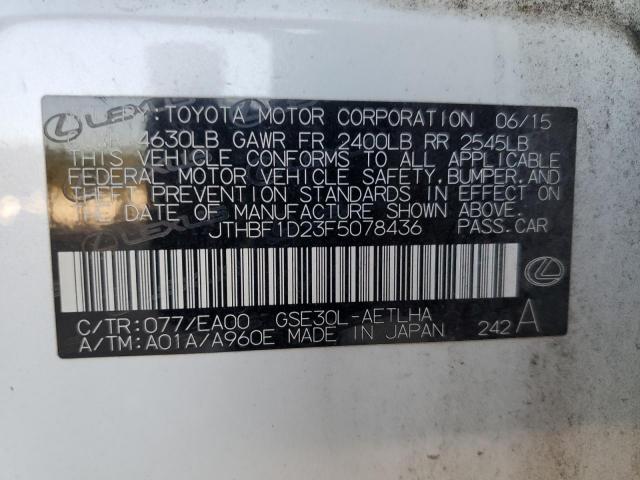 LEXUS :TOYOTA MOTOR CORPORATION 06/15
4630LB GAWR FR 2400LB RR 2545LB
THIS VEHICLE CONFORMS TO ALL APPLICABLE
FEDERAL MOTOR VEHICLE SAFETY,BUMPER,AND
THEFT PREVENTION STANDARDS IN EFFECT ON
THE DATE OF MANUFACTURE SHOWN ABOVE.
JTHBF1D23F5078436 PASS.CAR
C/TR:077/EA00 GSE30L-AETLHA
A/TM:A01A/A960E MADE IN JAPAN 242 A